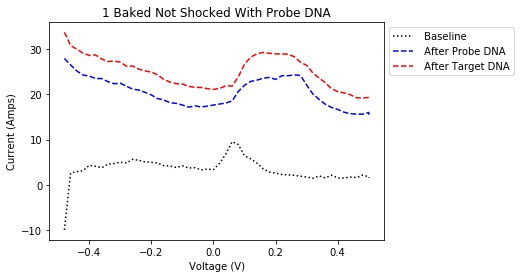 1 Baked Not Shocked With Probe DNA
Baseline
After Probe DNA
After Target DNA
Current (Amps)
30
20
10
0
−10
−0.4
−0.2
0.0
0.2
0.4
Voltage (V)